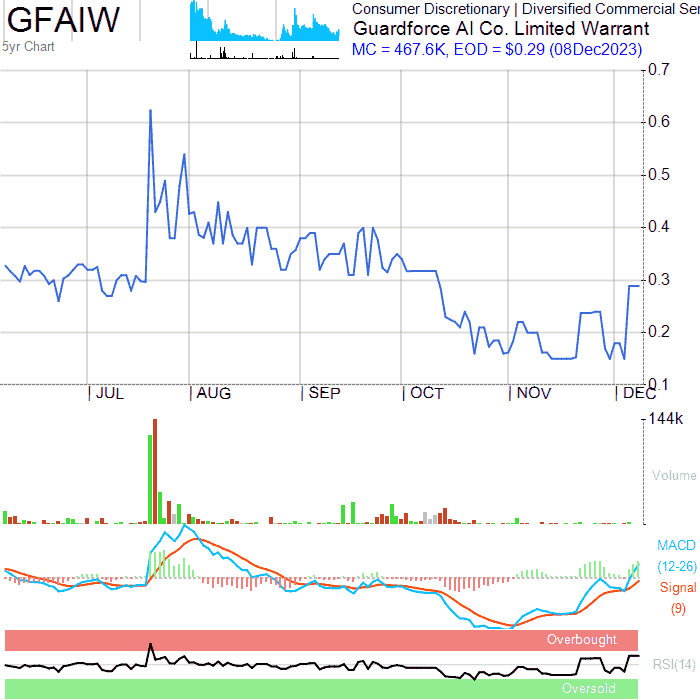 GFAIW
5yr Chart
Consumer Discretionary | Diversified Commercial Ser
Guardforce AI Co. Limited Warrant
MC = 467.6K, EOD = $0.29 (08Dec2023)
0.7
0.6
0.5
0.4
0.3
0.2
0.1
JUL AUG SEP OCT NOV DEC
144k
Volume
MACD
(12-26)
Signal
(9)
Overbought
RSI(14)
Oversold